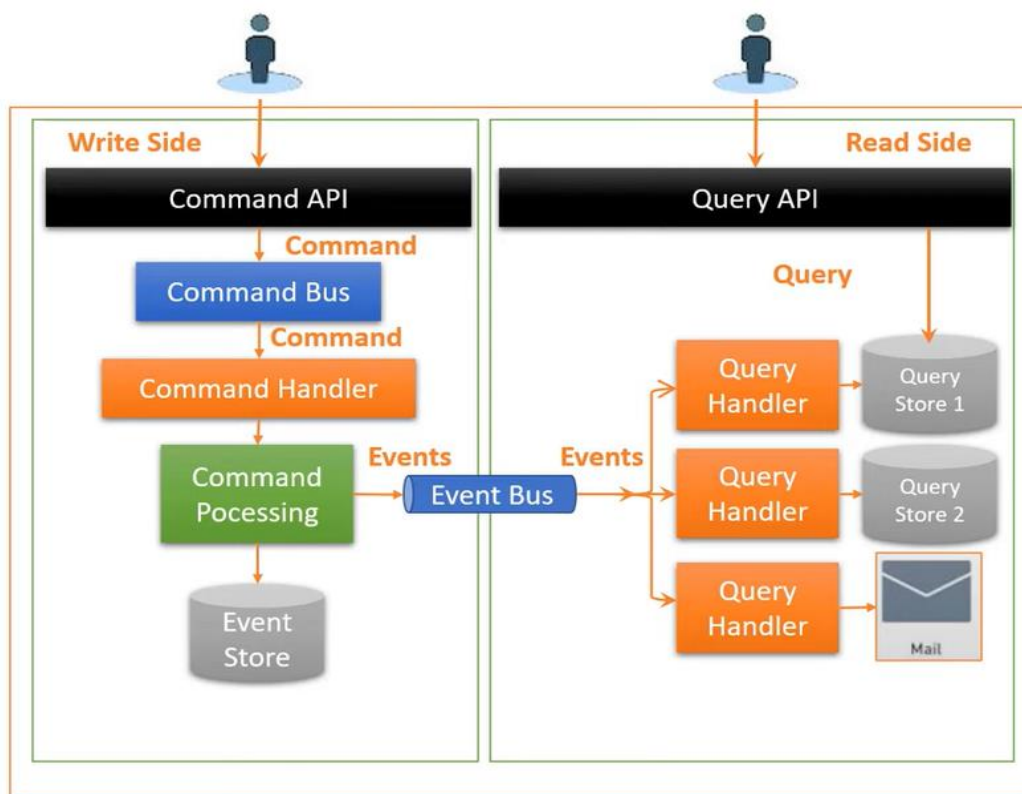 Write Side
Read Side
Command API
Query API
Command
Query
Command Bus
Command
Command Handler
Query
Handler
Query
Store 1
Command
Pocessing
Events
Event Bus
Events
Query
Handler
Query
Store 2
Event
Store
Query
Handler
Mail